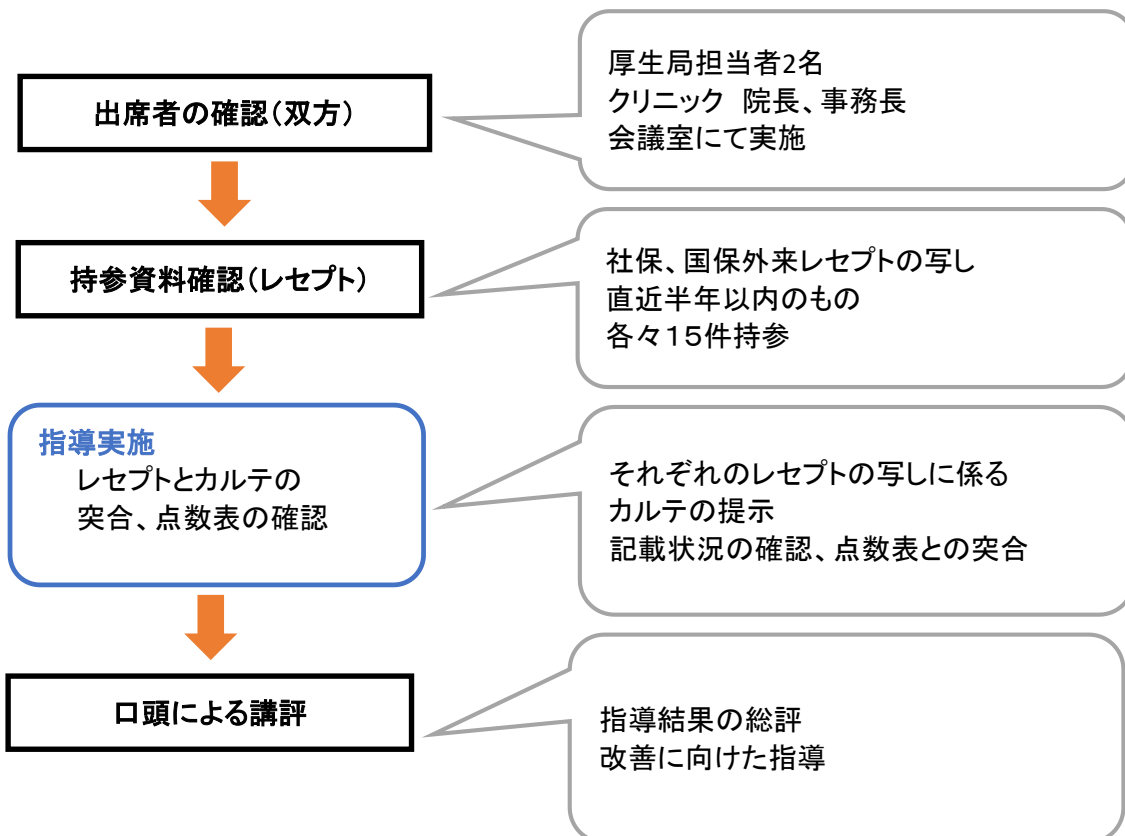 出席者の確認(双方)
厚生局担当者2名
クリニック 院長、事務長
会議室にて実施
持参資料確認(レセプト)
社保、国保外来レセプトの写し
直近半年以内のもの
各々15件持参
指導実施
レセプトとカルテの
突合、点数表の確認
それぞれのレセプトの写しに係る
カルテの提示
記載状況の確認、点数表との突合
口頭による講評
指導結果の総評
改善に向けた指導